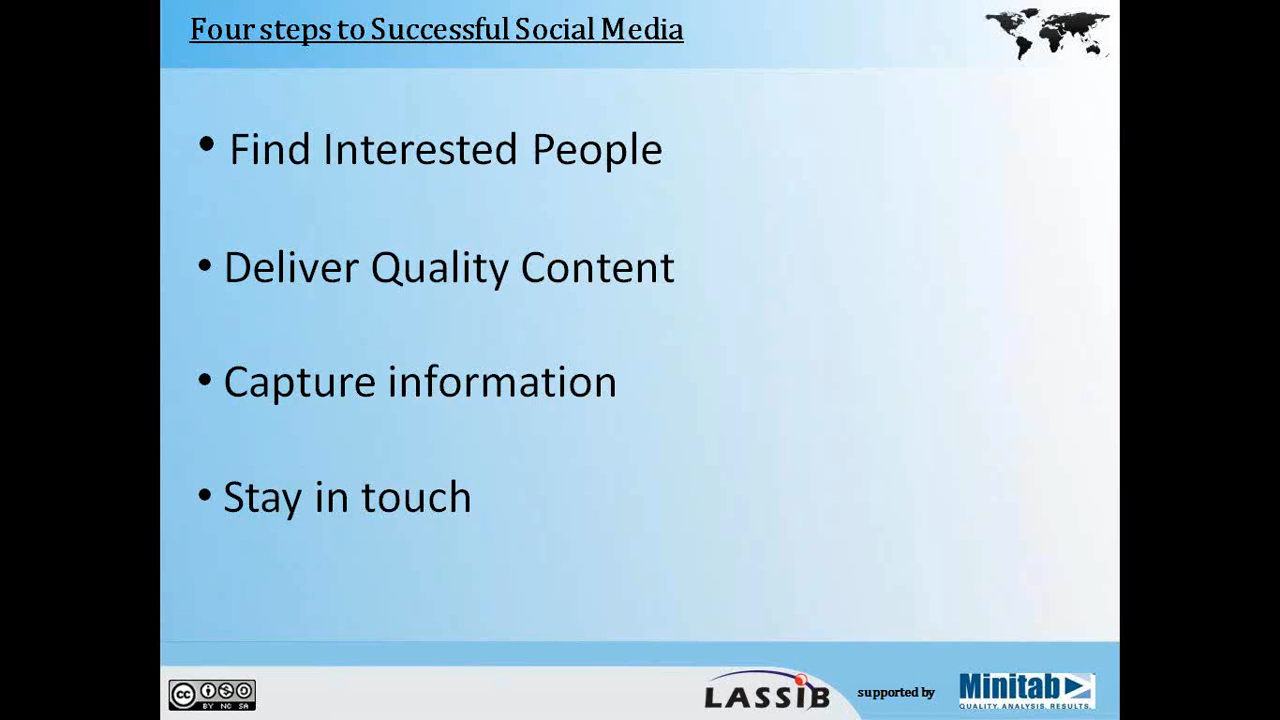 Four steps to Successful Social Media
• Find Interested People
• Deliver Quality Content
• Capture information
• Stay in touch
cc BY NC SA
LASSIB supported by Minitab
QUALITY. ANALYSIS. RESULTS.